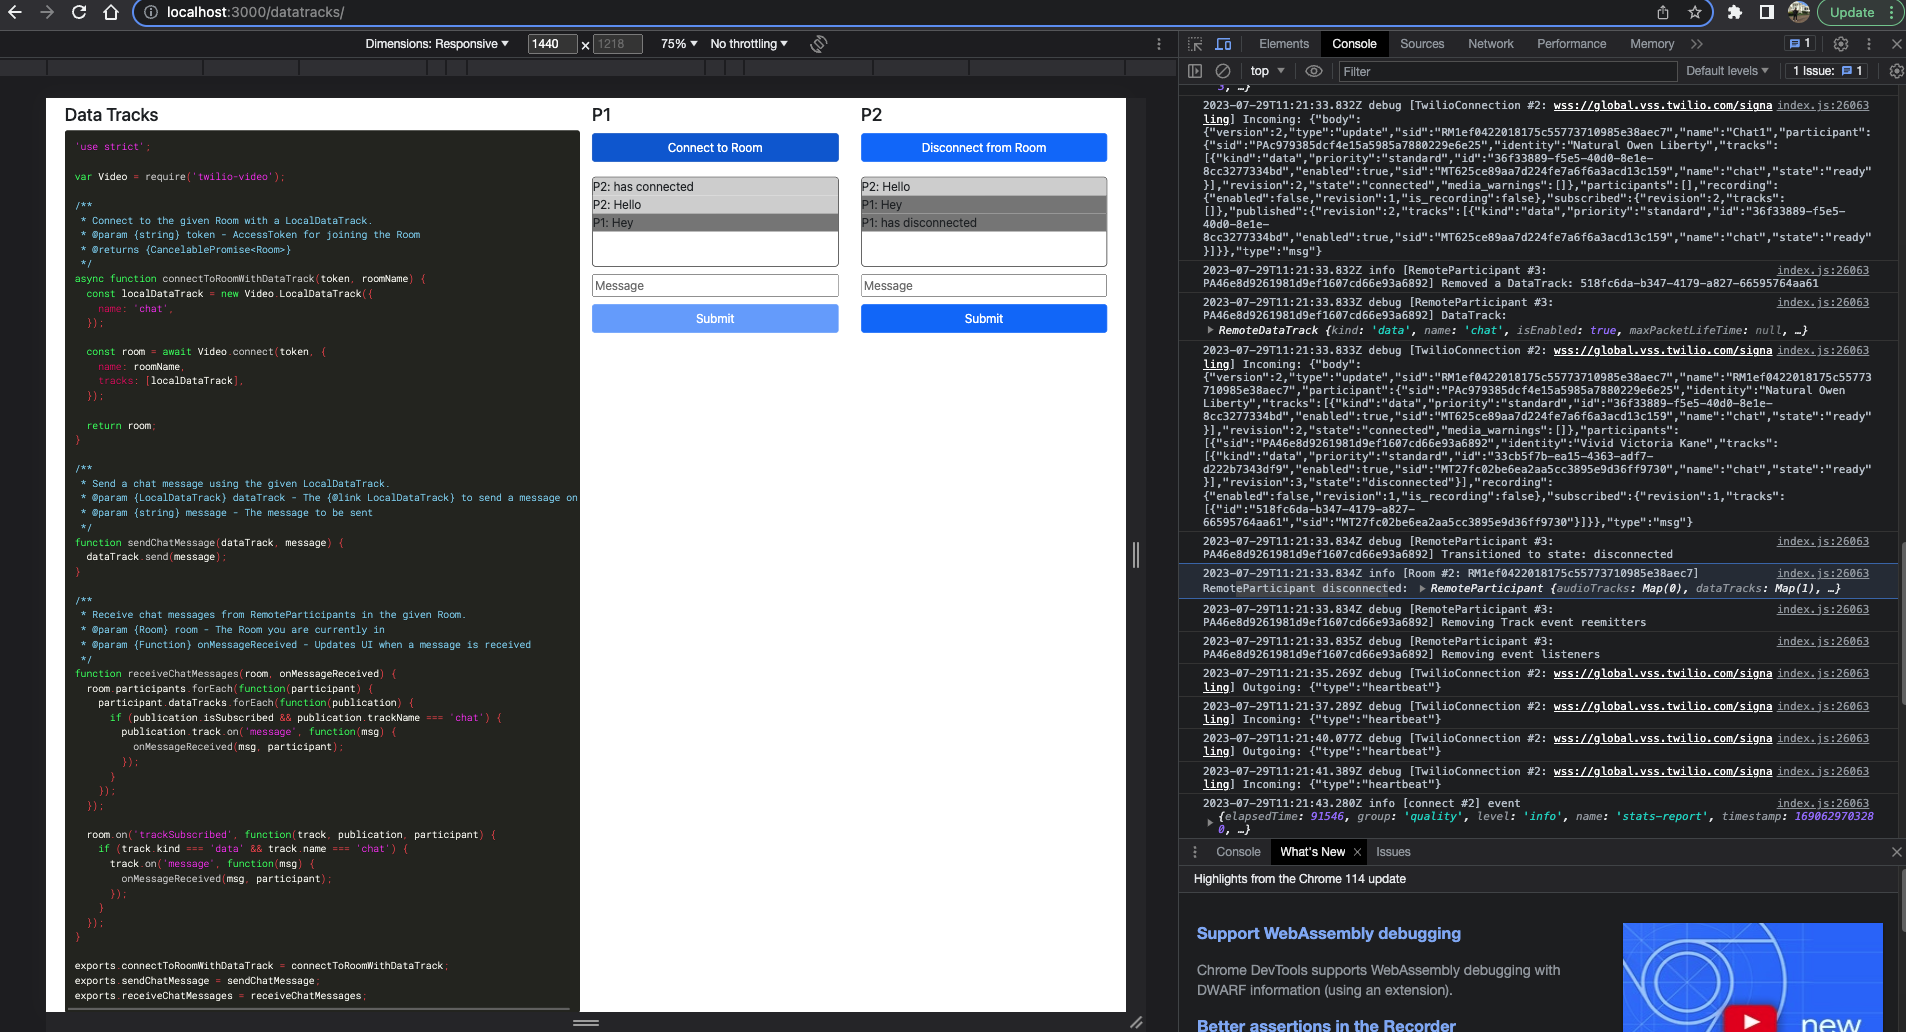 localhost:3000/datatracks/
Update
Dimensions: Responsive
1440 x 1218
75%
No throttling
Elements
Console
Sources
Network
Performance
Memory
1
top
Filter
Default levels
1 Issue: 1
Data Tracks
'use strict';
var Video = require('twilio-video');
/**
* Connect to the given Room with a LocalDataTrack.
* @param {string} token - AccessToken for joining the Room
* @returns {CancelablePromise<Room>}
*/
async function connectToRoomWithDataTrack(token, roomName) {
const localDataTrack = new Video.LocalDataTrack({
name: 'chat',
});
const room = await Video.connect(token, {
name: roomName,
tracks: [localDataTrack],
});
return room;
}
/**
* Send a chat message using the given LocalDataTrack.
* @param {LocalDataTrack} dataTrack - The {@link LocalDataTrack} to send a message on
* @param {string} message - The message to be sent
*/
function sendChatMessage(dataTrack, message) {
dataTrack.send(message);
}
/**
* Receive chat messages from RemoteParticipants in the given Room.
* @param {Room} room - The Room you are currently in
* @param {Function} onMessageReceived - Updates UI when a message is received
*/
function receiveChatMessages(room, onMessageReceived) {
room.participants.forEach(function(participant) {
participant.dataTracks.forEach(function(publication) {
if (publication.isSubscribed && publication.trackName === 'chat') {
publication.track.on('message', function(msg) {
onMessageReceived(msg, participant);
});
}
});
});
room.on('trackSubscribed', function(track, publication, participant) {
if (track.kind === 'data' && track.name === 'chat') {
track.on('message', function(msg) {
onMessageReceived(msg, participant);
});
}
});
}
exports.connectToRoomWithDataTrack = connectToRoomWithDataTrack;
exports.sendChatMessage = sendChatMessage;
exports.receiveChatMessages = receiveChatMessages;
P1
Connect to Room
P2: has connected
P2: Hello
P1: Hey
Message
Submit
P2
Disconnect from Room
P2: Hello
P1: Hey
P1: has disconnected
Message
Submit
3, …}
2023-07-29T11:21:33.832Z debug [TwilioConnection #2: wss://global.vss.twilio.com/signa index.js:26063
ling] Incoming: {"body":
{"version":2,"type":"update","sid":"RM1ef0422018175c55773710985e38aec7","name":"Chat1","participant":
{"sid":"PAc979385dcf4e15a5985a7880229e6e25","identity":"Natural Owen Liberty","tracks":
[{"kind":"data","priority":"standard","id":"36f33889-f5e5-40d0-8e1e-
8cc3277334bd","enabled":true,"sid":"MT625ce89aa7d224fe7a6f6a3acd13c159","name":"chat","state":"ready"
}],"revision":2,"state":"connected","media_warnings":[]},"participants":[],"recording":
{"enabled":false,"revision":1,"is_recording":false},"subscribed":{"revision":2,"tracks":
[]},"published":{"revision":2,"tracks":[{"kind":"data","priority":"standard","id":"36f33889-f5e5-
40d0-8e1e-
8cc3277334bd","enabled":true,"sid":"MT625ce89aa7d224fe7a6f6a3acd13c159","name":"chat","state":"ready"
}]}},"type":"msg"}
2023-07-29T11:21:33.832Z info [RemoteParticipant #3: index.js:26063
PA46e8d9261981d9ef1607cd66e93a6892] Removed a DataTrack: 518fc6da-b347-4179-a827-66595764aa61
2023-07-29T11:21:33.833Z debug [RemoteParticipant #3: index.js:26063
PA46e8d9261981d9ef1607cd66e93a6892] DataTrack:
RemoteDataTrack {kind: 'data', name: 'chat', isEnabled: true, maxPacketLifeTime: null, …}
2023-07-29T11:21:33.833Z debug [TwilioConnection #2: wss://global.vss.twilio.com/signa index.js:26063
ling] Incoming: {"body":
{"version":2,"type":"update","sid":"RM1ef0422018175c55773710985e38aec7","name":"RM1ef0422018175c55773
710985e38aec7","participant":{"sid":"PAc979385dcf4e15a5985a7880229e6e25","identity":"Natural Owen
Liberty","tracks":[{"kind":"data","priority":"standard","id":"36f33889-f5e5-40d0-8e1e-
8cc3277334bd","enabled":true,"sid":"MT625ce89aa7d224fe7a6f6a3acd13c159","name":"chat","state":"ready"
}],"revision":2,"state":"connected","media_warnings":[]},"participants":
[{"sid":"PA46e8d9261981d9ef1607cd66e93a6892","identity":"Vivid Victoria Kane","tracks":
[{"kind":"data","priority":"standard","id":"33cb5f7b-ea15-4363-adf7-
d222b7343df9","enabled":true,"sid":"MT27fc02be6ea2aa5cc3895e9d36ff9730","name":"chat","state":"ready"
}],"revision":3,"state":"disconnected"}],"recording":
{"enabled":false,"revision":1,"is_recording":false},"subscribed":{"revision":1,"tracks":
[{"id":"518fc6da-b347-4179-a827-
66595764aa61","sid":"MT27fc02be6ea2aa5cc3895e9d36ff9730"}]}},"type":"msg"}
2023-07-29T11:21:33.834Z debug [RemoteParticipant #3: index.js:26063
PA46e8d9261981d9ef1607cd66e93a6892] Transitioned to state: disconnected
2023-07-29T11:21:33.834Z info [Room #2: RM1ef0422018175c55773710985e38aec7] index.js:26063
RemoteParticipant disconnected: RemoteParticipant {audioTracks: Map(0), dataTracks: Map(1), …}
2023-07-29T11:21:33.834Z debug [RemoteParticipant #3: index.js:26063
PA46e8d9261981d9ef1607cd66e93a6892] Removing Track event reemitters
2023-07-29T11:21:33.835Z debug [RemoteParticipant #3: index.js:26063
PA46e8d9261981d9ef1607cd66e93a6892] Removing event listeners
2023-07-29T11:21:35.269Z debug [TwilioConnection #2: wss://global.vss.twilio.com/signa index.js:26063
ling] Outgoing: {"type":"heartbeat"}
2023-07-29T11:21:37.289Z debug [TwilioConnection #2: wss://global.vss.twilio.com/signa index.js:26063
ling] Incoming: {"type":"heartbeat"}
2023-07-29T11:21:40.077Z debug [TwilioConnection #2: wss://global.vss.twilio.com/signa index.js:26063
ling] Outgoing: {"type":"heartbeat"}
2023-07-29T11:21:41.389Z debug [TwilioConnection #2: wss://global.vss.twilio.com/signa index.js:26063
ling] Incoming: {"type":"heartbeat"}
2023-07-29T11:21:43.280Z info [connect #2] event index.js:26063
{elapsedTime: 91546, group: 'quality', level: 'info', name: 'stats-report', timestamp: 169062970328
0, …}
Console
What's New
Issues
Highlights from the Chrome 114 update
Support WebAssembly debugging
Chrome DevTools supports WebAssembly debugging with
DWARF information (using an extension).
Better assertions in the Recorder
new